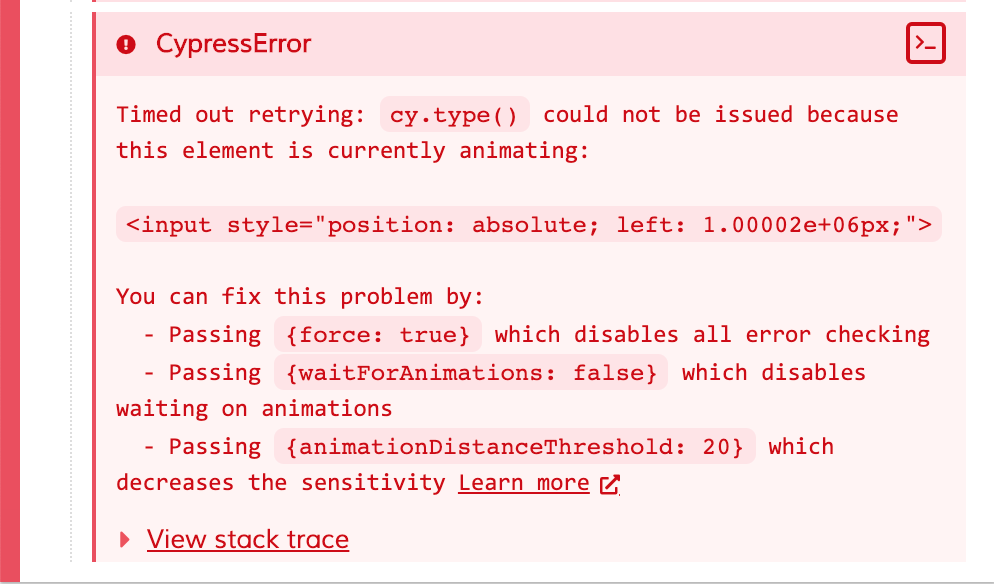 CypressError
Timed out retrying: cy.type() could not be issued because
this element is currently animating:
<input style="position: absolute; left: 1.00002e+06px;">
You can fix this problem by:
- Passing {force: true} which disables all error checking
- Passing {waitForAnimations: false} which disables
waiting on animations
- Passing {animationDistanceThreshold: 20} which
decreases the sensitivity Learn more
View stack trace